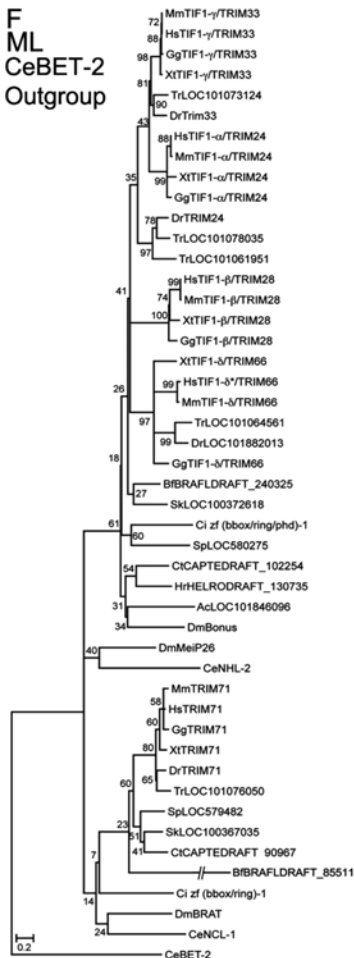 F
ML
CeBET-2
Outgroup
72
MmTIF1-γ/TRIM33
88
HsTIF1-γ/TRIM33
98
GgTIF1-γ/TRIM33
XtTIF1-γ/TRIM33
81
TrLOC101073124
90
DrTrim33
43
88
HsTIF1-α/TRIM24
MmTIF1-α/TRIM24
99
XtTIF1-α/TRIM24
GgTIF1-α/TRIM24
35
78
DrTRIM24
TrLOC101078035
97
TrLOC101061951
99
HsTIF1-β/TRIM28
41
74
MmTIF1-β/TRIM28
100
XtTIF1-β/TRIM28
GgTIF1-β/TRIM28
XtTIF1-δ/TRIM66
99
HsTIF1-δ*/TRIM66
26
MmTIF1-δ/TRIM66
97
TrLOC101064561
99
DrLOC101882013
GgTIF1-δ/TRIM66
18
BfBRAFLDRAFT_240325
27
SkLOC100372618
61
Ci zf (bbox/ring/phd)-1
60
SpLOC580275
54
CtCAPTEDRAFT_102254
HrHELRODRAFT_130735
31
AcLOC101846096
34
DmBonus
40
DmMeiP26
CeNHL-2
58
MmTRIM71
60
HsTRIM71
GgTRIM71
80
XtTRIM71
65
DrTRIM71
60
TrLOC101076050
SpLOC579482
23
51
SkLOC100367035
41
CtCAPTEDRAFT 90967
7
BfBRAFLDRAFT_85511
14
Ci zf (bbox/ring)-1
DmBRAT
24
CeNCL-1
0.2
CeBET-2